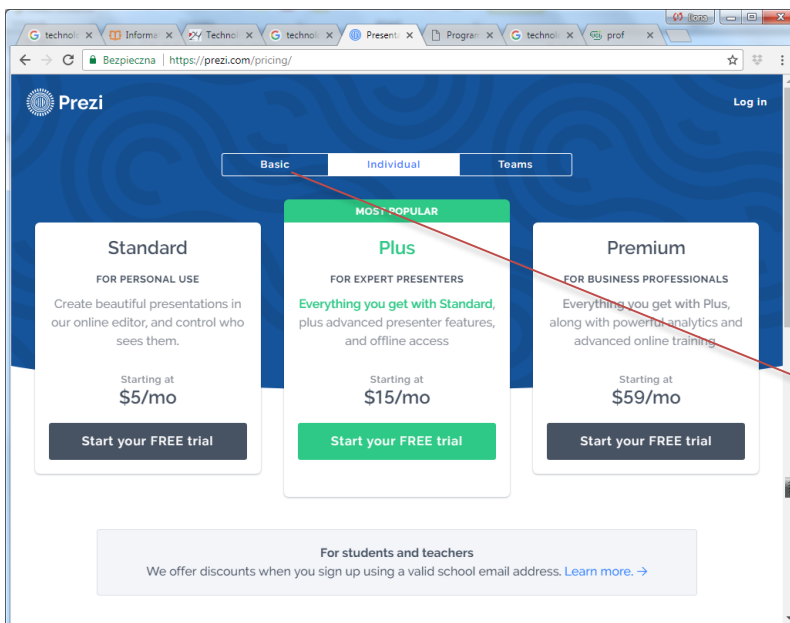 Ilona
technolo
Informa
Technol
technolo
Presenta
Program
technolo
prof
Bezpieczna https://prezi.com/pricing/
Prezi
Log in
Basic Individual Teams
MOST POPULAR
Standard
FOR PERSONAL USE
Create beautiful presentations in
our online editor, and control who
sees them.
Starting at
$5/mo
Start your FREE trial
Plus
FOR EXPERT PRESENTERS
Everything you get with Standard,
plus advanced presenter features,
and offline access
Starting at
$15/mo
Start your FREE trial
Premium
FOR BUSINESS PROFESSIONALS
Everything you get with Plus,
along with powerful analytics and
advanced online training
Starting at
$59/mo
Start your FREE trial
For students and teachers
We offer discounts when you sign up using a valid school email address. Learn more. →